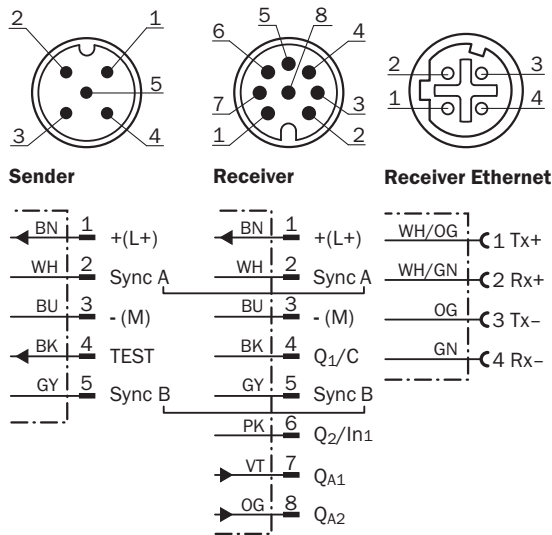 2 1 5 3 4
5 8 6 4 7 3 1 2
2 3 1 4
Sender
Receiver
Receiver Ethernet
BN 1 +(L+)
WH 2 Sync A
BU 3 - (M)
BK 4 TEST
GY 5 Sync B
BN 1 +(L+)
WH 2 Sync A
BU 3 - (M)
BK 4 Q1/C
GY 5 Sync B
PK 6 Q2/In1
VT 7 QA1
OG 8 QA2
WH/OG 1 Tx+
WH/GN 2 Rx+
OG 3 Tx–
GN 4 Rx–